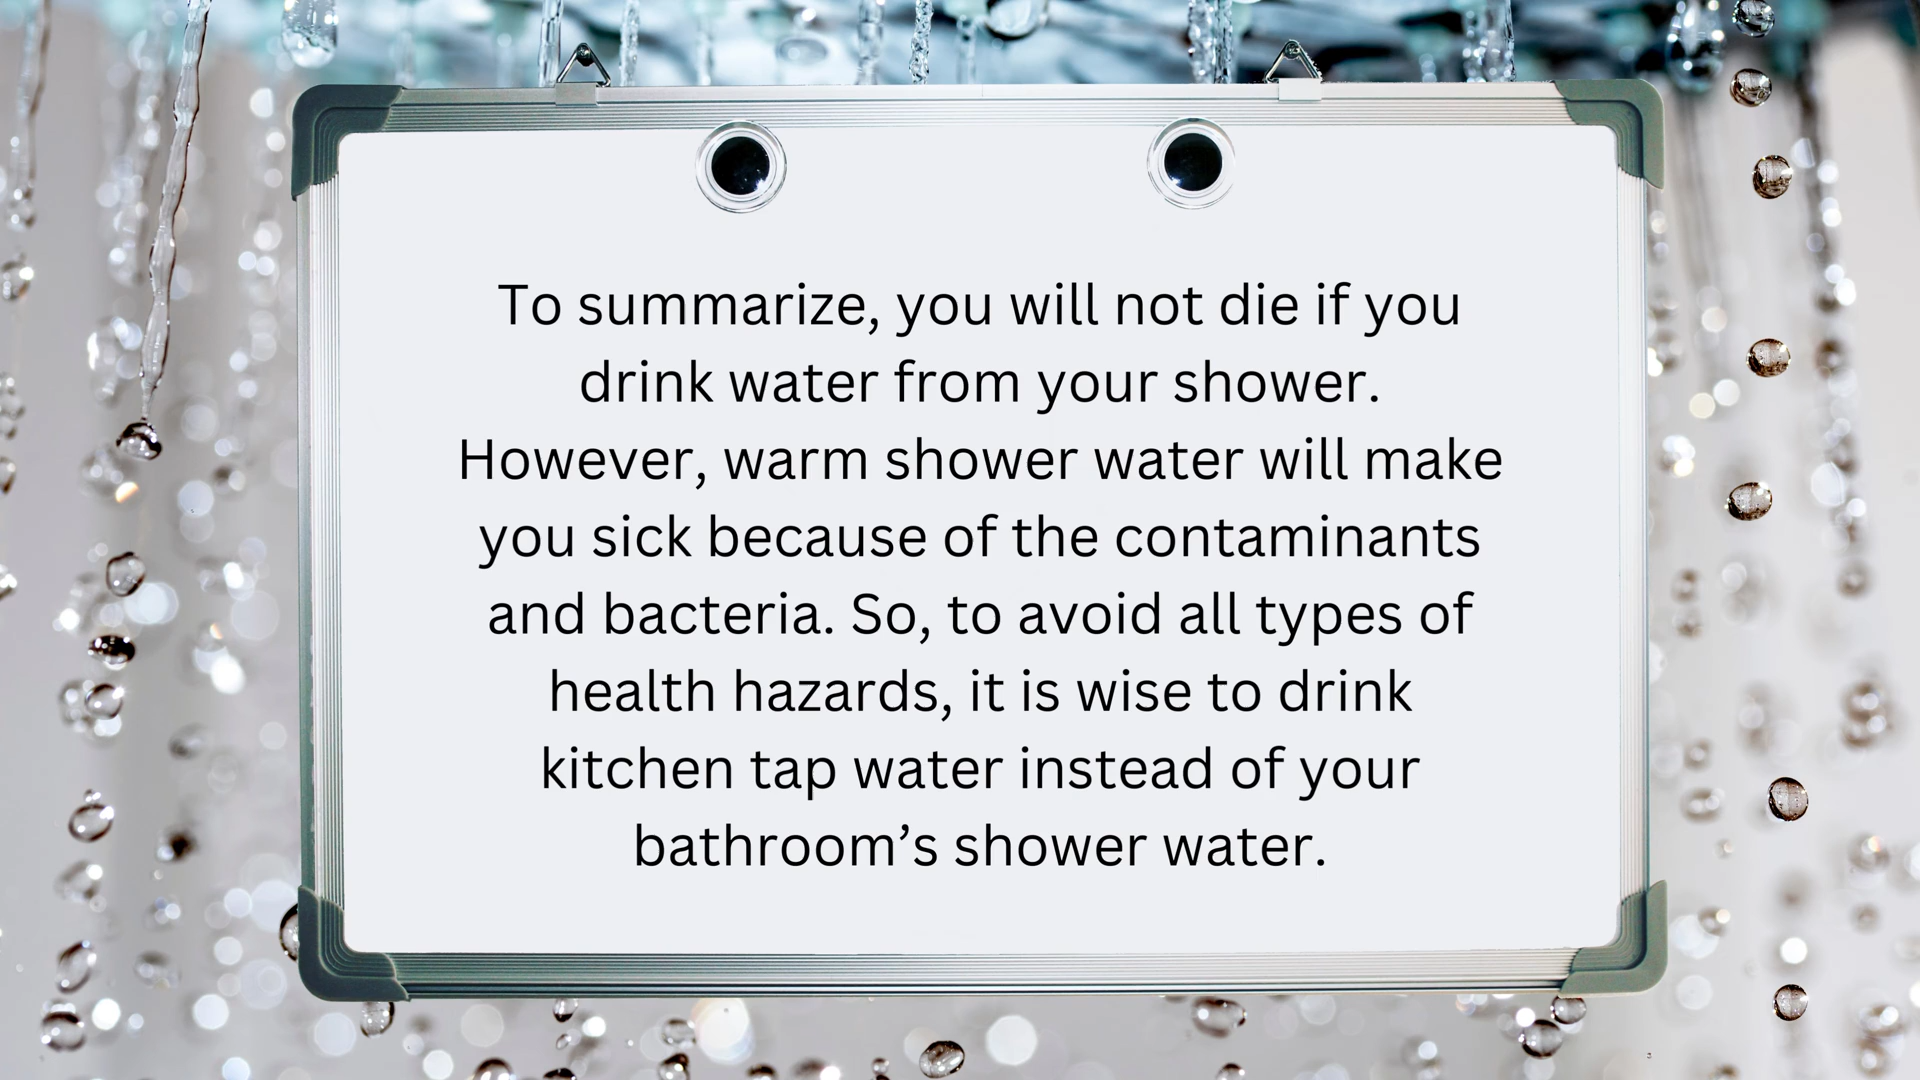 To summarize, you will not die if you
drink water from your shower.
However, warm shower water will make
you sick because of the contaminants
and bacteria. So, to avoid all types of
health hazards, it is wise to drink
kitchen tap water instead of your
bathroom’s shower water.